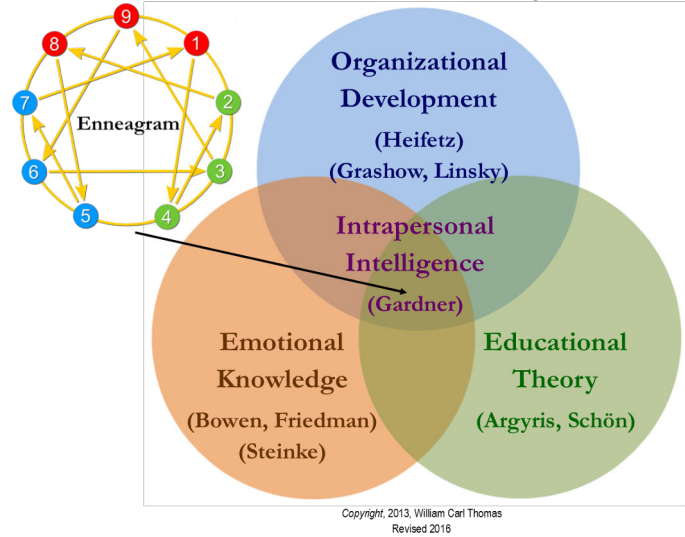 9
8
1
7
2
Enneagram
6
3
5
4
Organizational
Development
(Heifetz)
(Grashow, Linsky)
Intrapersonal
Intelligence
(Gardner)
Emotional
Knowledge
(Bowen, Friedman)
(Steinke)
Educational
Theory
(Argyris, Schön)
Copyright, 2013, William Carl Thomas
Revised 2016